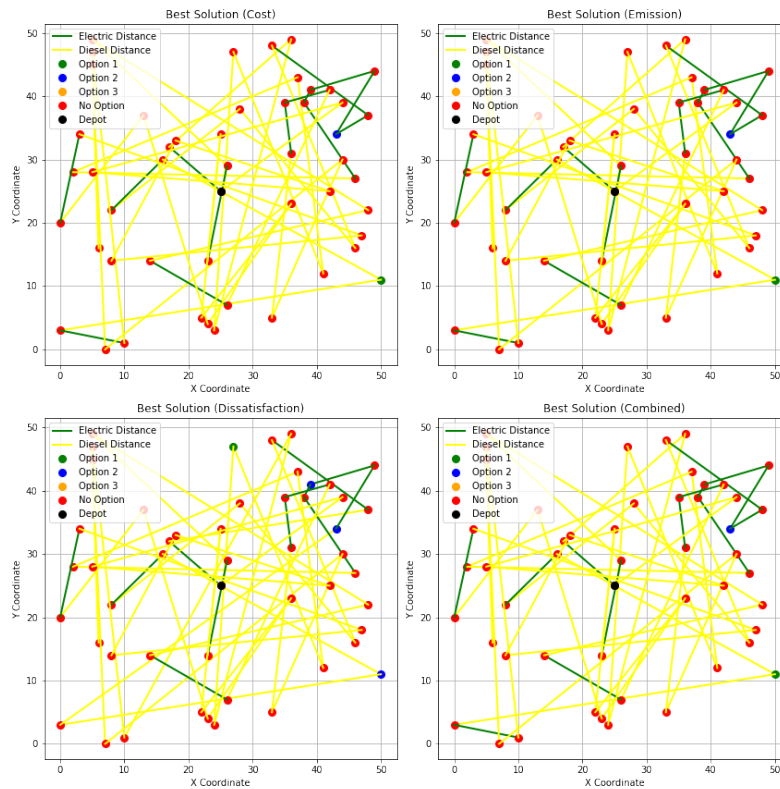 Best Solution (Cost)
50
40
30
20
10
0
Y Coordinate
Electric Distance
Diesel Distance
Option 1
Option 2
Option 3
No Option
Depot
0
10
20
30
40
50
X Coordinate
Best Solution (Emission)
50
40
30
20
10
0
Y Coordinate
Electric Distance
Diesel Distance
Option 1
Option 2
Option 3
No Option
Depot
0
10
20
30
40
50
X Coordinate
Best Solution (Dissatisfaction)
50
40
30
20
10
0
Y Coordinate
Electric Distance
Diesel Distance
Option 1
Option 2
Option 3
No Option
Depot
0
10
20
30
40
50
X Coordinate
Best Solution (Combined)
50
40
30
20
10
0
Y Coordinate
Electric Distance
Diesel Distance
Option 1
Option 2
Option 3
No Option
Depot
0
10
20
30
40
50
X Coordinate